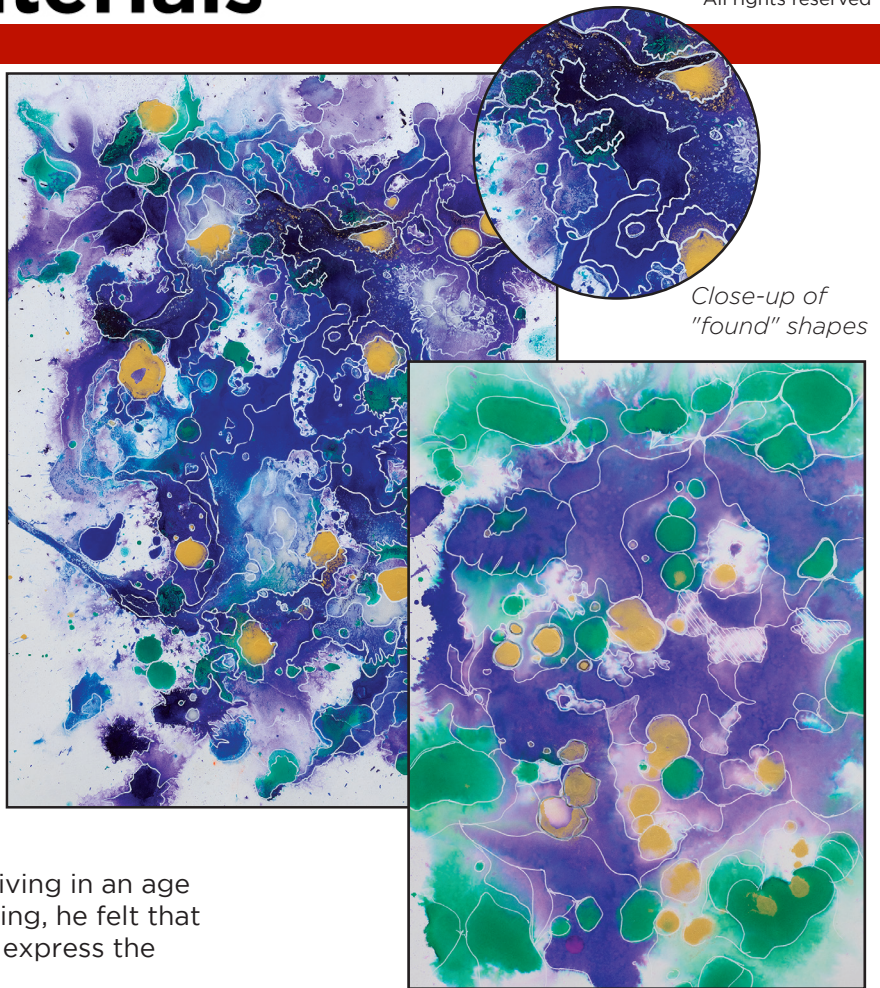 All rights reserved
Close-up of
"found" shapes
iving in an age
ing, he felt that
express the